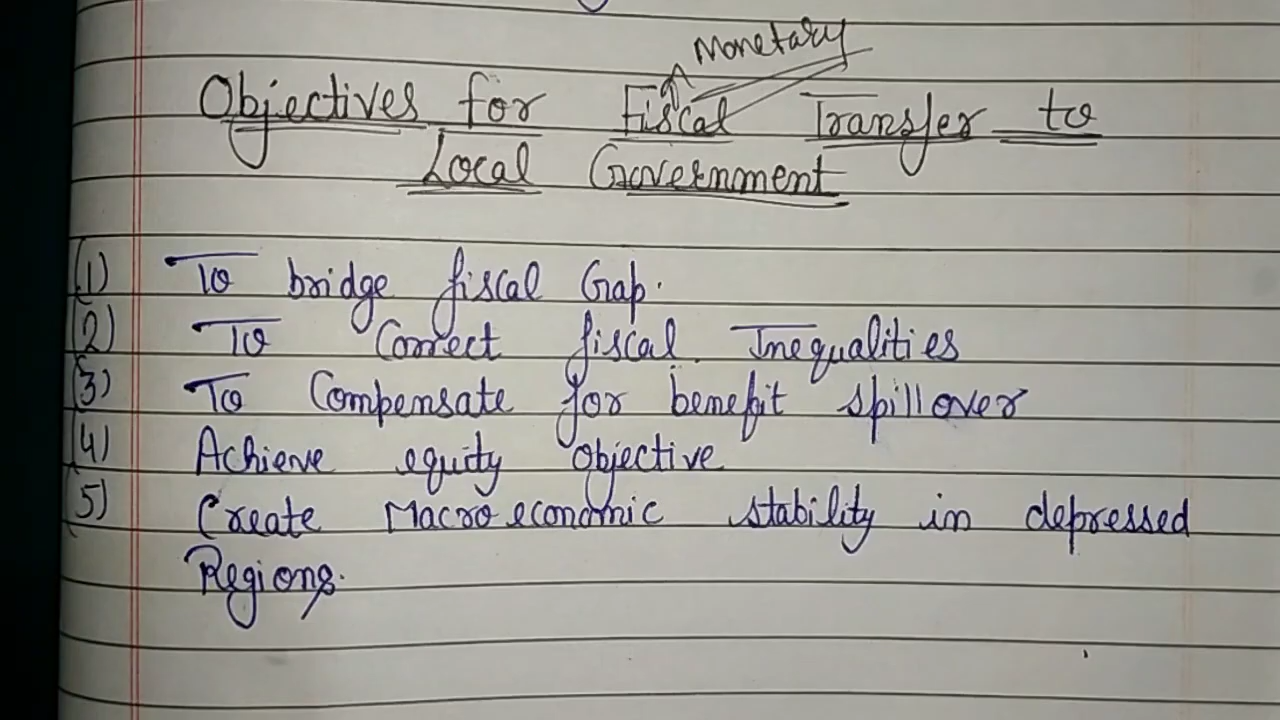 Monetary
Objectives for Fiscal Transfer to
Local Government
(1) To bridge fiscal Gap.
(2) To Correct fiscal Inequalities
(3) To Compensate for benefit spillover
(4) Achieve equity objective
(5) Create Macroeconomic stability in depressed
Regions.